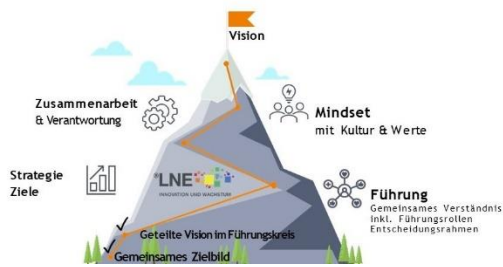 Vision
Zusammenarbeit
& Verantwortung
Mindset
mit Kultur & Werte
Strategie
Ziele
*LNE
INNOVATION UND WACHSTUM
Führung
Gemeinsames Verständnis
inkl. Führungsrollen
Entscheidungsrahmen
Geteilte Vision im Führungskreis
Gemeinsames Zielbild